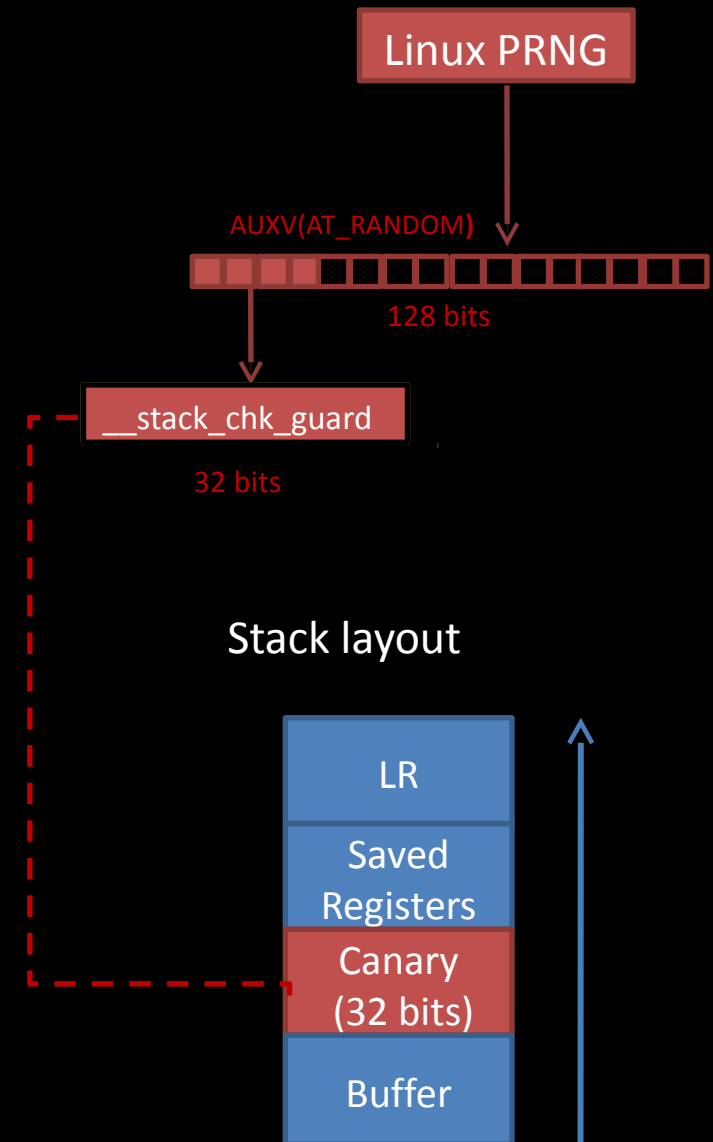 Linux PRNG
AUXV(AT_RANDOM)
128 bits
__stack_chk_guard
32 bits
Stack layout
LR
Saved
Registers
Canary
(32 bits)
Buffer